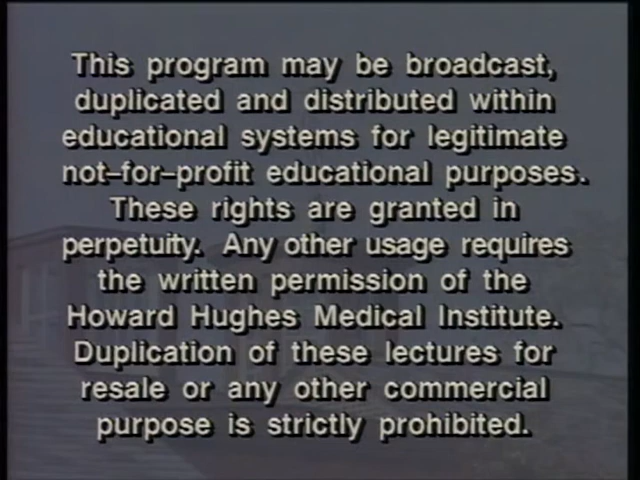 This program may be broadcast,
duplicated and distributed within
educational systems for legitimate
not–for–profit educational purposes.
These rights are granted in
perpetuity. Any other usage requires
the written permission of the
Howard Hughes Medical Institute.
Duplication of these lectures for
resale or any other commercial
purpose is strictly prohibited.